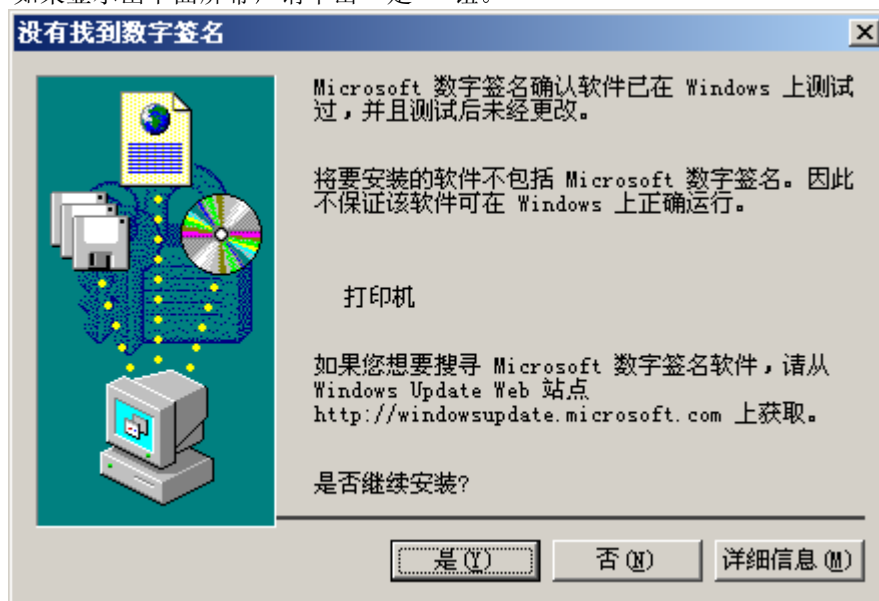 没有找到数字签名
Microsoft 数字签名确认软件已在 Windows 上测试
过，并且测试后未经更改。
将要安装的软件不包括 Microsoft 数字签名。因此
不保证该软件可在 Windows 上正确运行。
打印机
如果您想要搜寻 Microsoft 数字签名软件，请从
Windows Update Web 站点
http://windowsupdate.microsoft.com 上获取。
是否继续安装?
是(Y)
否(N)
详细信息(M)